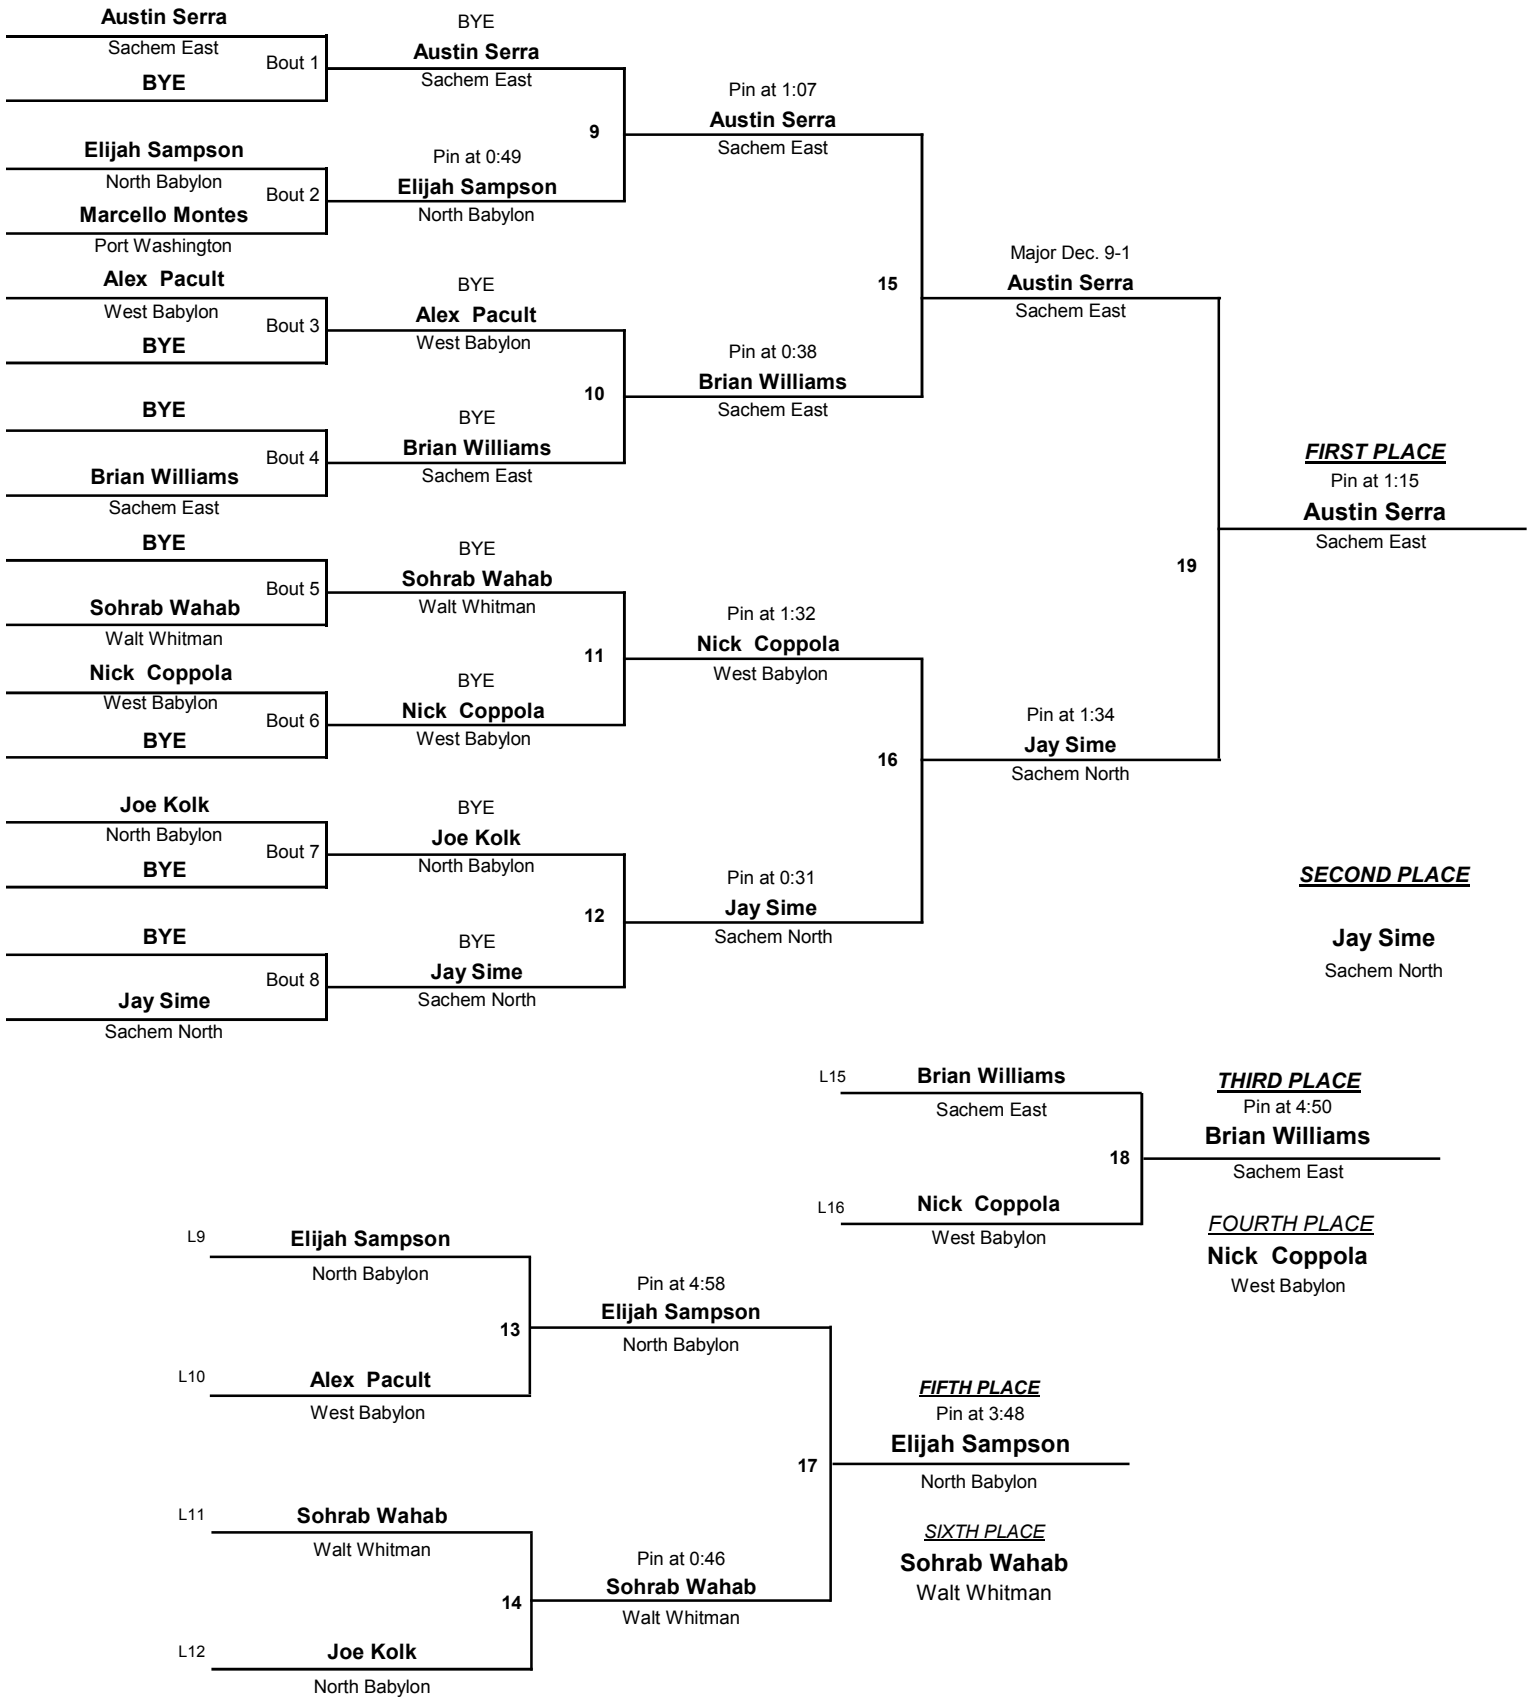 Austin Serra
Sachem East
Bout 1
BYE
Elijah Sampson
North Babylon
Bout 2
Marcello Montes
Port Washington
Alex  Pacult
West Babylon
Bout 3
BYE
BYE
Bout 4
Brian Williams
Sachem East
BYE
Bout 5
Sohrab Wahab
Walt Whitman
Nick  Coppola
West Babylon
Bout 6
BYE
Joe Kolk
North Babylon
Bout 7
BYE
BYE
Bout 8
Jay Sime
Sachem North
BYE
Austin Serra
Sachem East
9
Pin at 0:49
Elijah Sampson
North Babylon
BYE
Alex  Pacult
West Babylon
10
BYE
Brian Williams
Sachem East
BYE
Sohrab Wahab
Walt Whitman
11
BYE
Nick  Coppola
West Babylon
BYE
Joe Kolk
North Babylon
12
BYE
Jay Sime
Sachem North
Pin at 1:07
Austin Serra
Sachem East
15
Pin at 0:38
Brian Williams
Sachem East
Pin at 1:32
Nick  Coppola
West Babylon
16
Pin at 0:31
Jay Sime
Sachem North
Major Dec. 9-1
Austin Serra
Sachem East
19
Pin at 1:34
Jay Sime
Sachem North
FIRST PLACE
Pin at 1:15
Austin Serra
Sachem East
SECOND PLACE
Jay Sime
Sachem North
L15
Brian Williams
Sachem East
18
L16
Nick  Coppola
West Babylon
THIRD PLACE
Pin at 4:50
Brian Williams
Sachem East
FOURTH PLACE
Nick  Coppola
West Babylon
L9
Elijah Sampson
North Babylon
13
L10
Alex  Pacult
West Babylon
L11
Sohrab Wahab
Walt Whitman
14
L12
Joe Kolk
North Babylon
Pin at 4:58
Elijah Sampson
North Babylon
17
Pin at 0:46
Sohrab Wahab
Walt Whitman
FIFTH PLACE
Pin at 3:48
Elijah Sampson
North Babylon
SIXTH PLACE
Sohrab Wahab
Walt Whitman